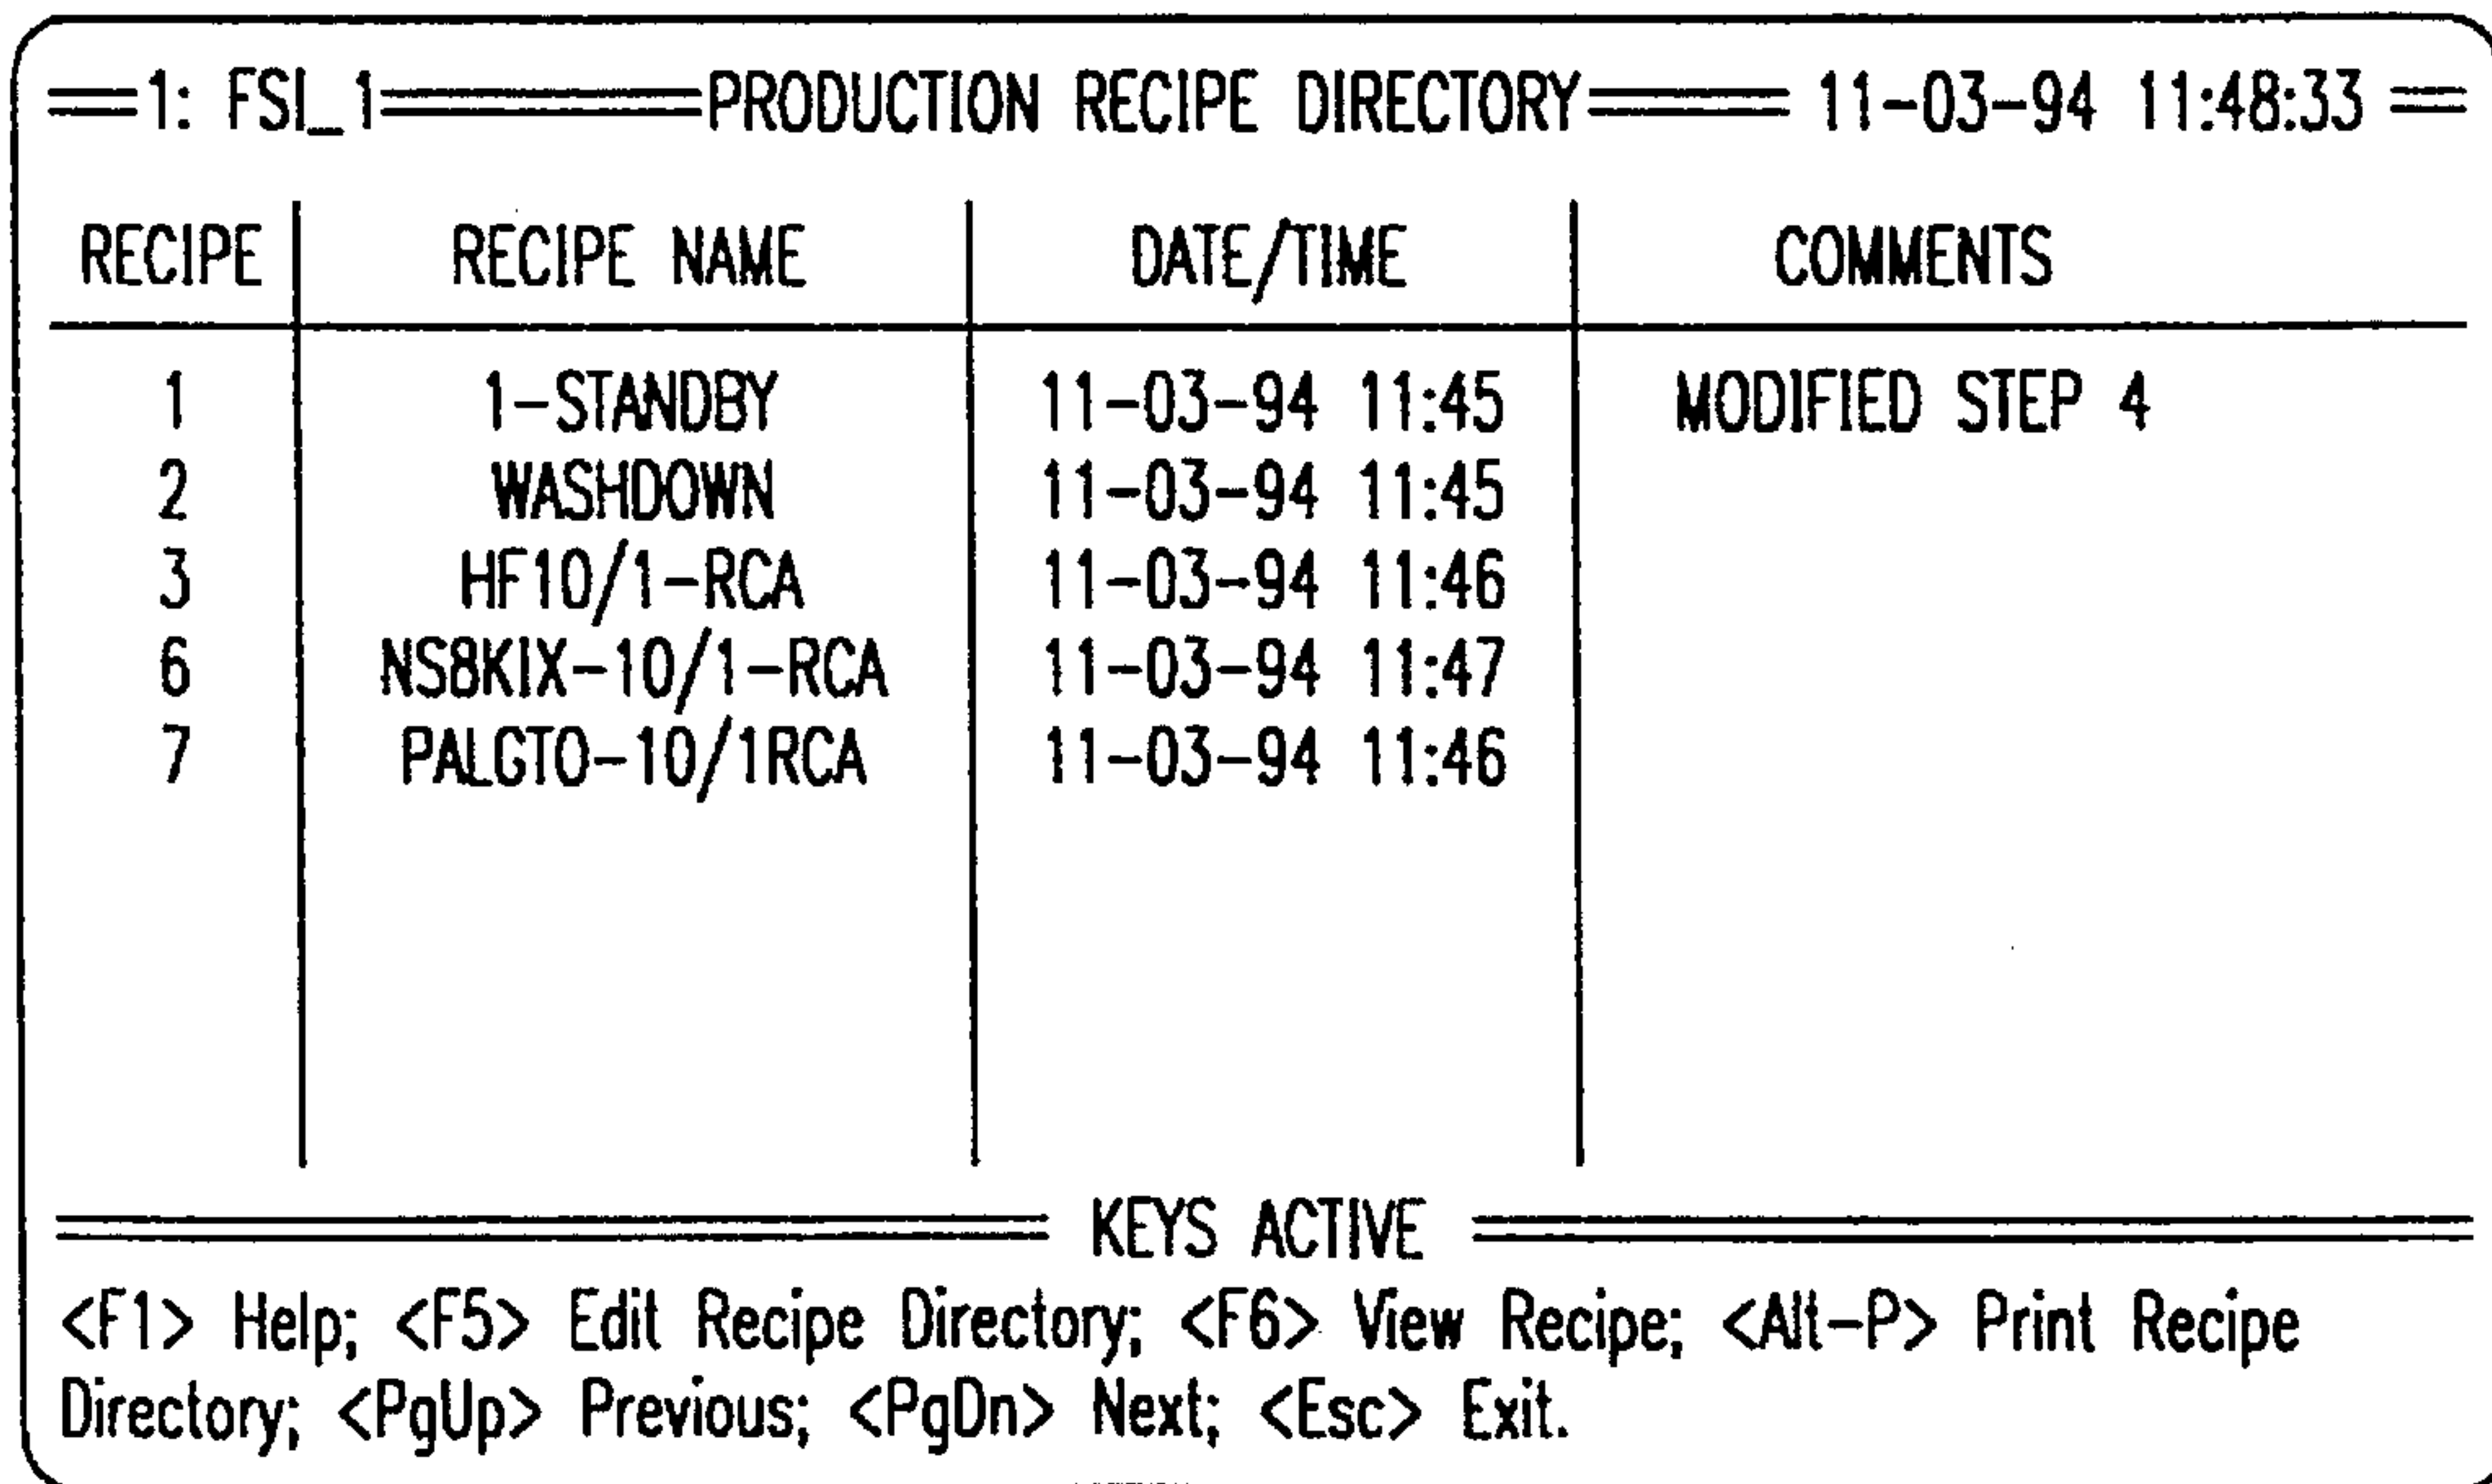 1: FSI_1 PRODUCTION RECIPE DIRECTORY 11-03-94 11:48:33
RECIPE RECIPE NAME DATE/TIME COMMENTS
1 1-STANDBY 11-03-94 11:45 MODIFIED STEP 4
2 WASHDOWN 11-03-94 11:45
3 HF10/1-RCA 11-03-94 11:46
6 NS8KIX-10/1-RCA 11-03-94 11:47
7 PALGTO-10/1RCA 11-03-94 11:46
KEYS ACTIVE
<F1> Help; <F5> Edit Recipe Directory; <F6> View Recipe; <Alt-P> Print Recipe
Directory; <PgUp> Previous; <PgDn> Next; <Esc> Exit.